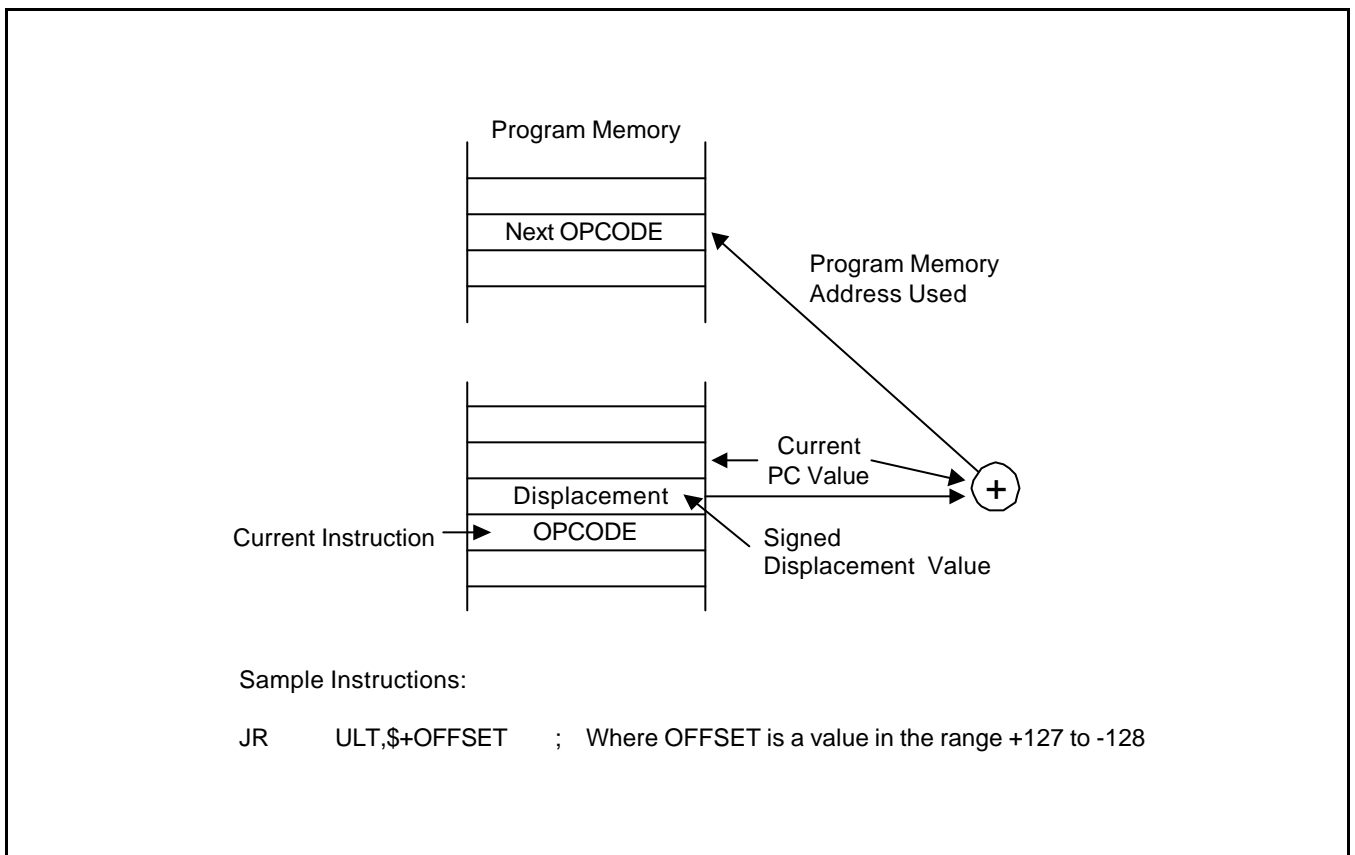 Program Memory
Next OPCODE
Program Memory
Address Used
Current
PC Value
+
Displacement
Current Instruction
OPCODE
Signed
Displacement Value
Sample Instructions:
JR ULT,$+OFFSET ; Where OFFSET is a value in the range +127 to -128